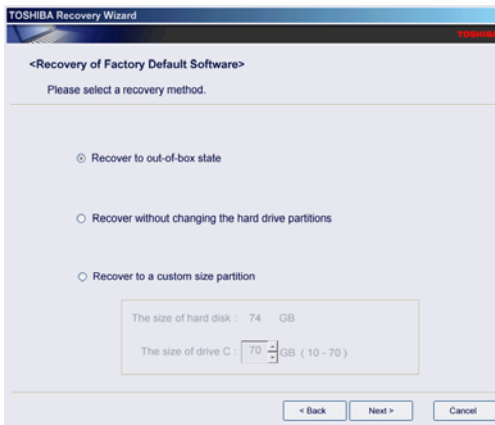 TOSHIBA Recovery Wizard
TOSHIBA
<Recovery of Factory Default Software>
Please select a recovery method.
Recover to out-of-box state
Recover without changing the hard drive partitions
Recover to a custom size partition
The size of hard disk : 74 GB
The size of drive C : 70 GB ( 10 - 70 )
< Back Next > Cancel